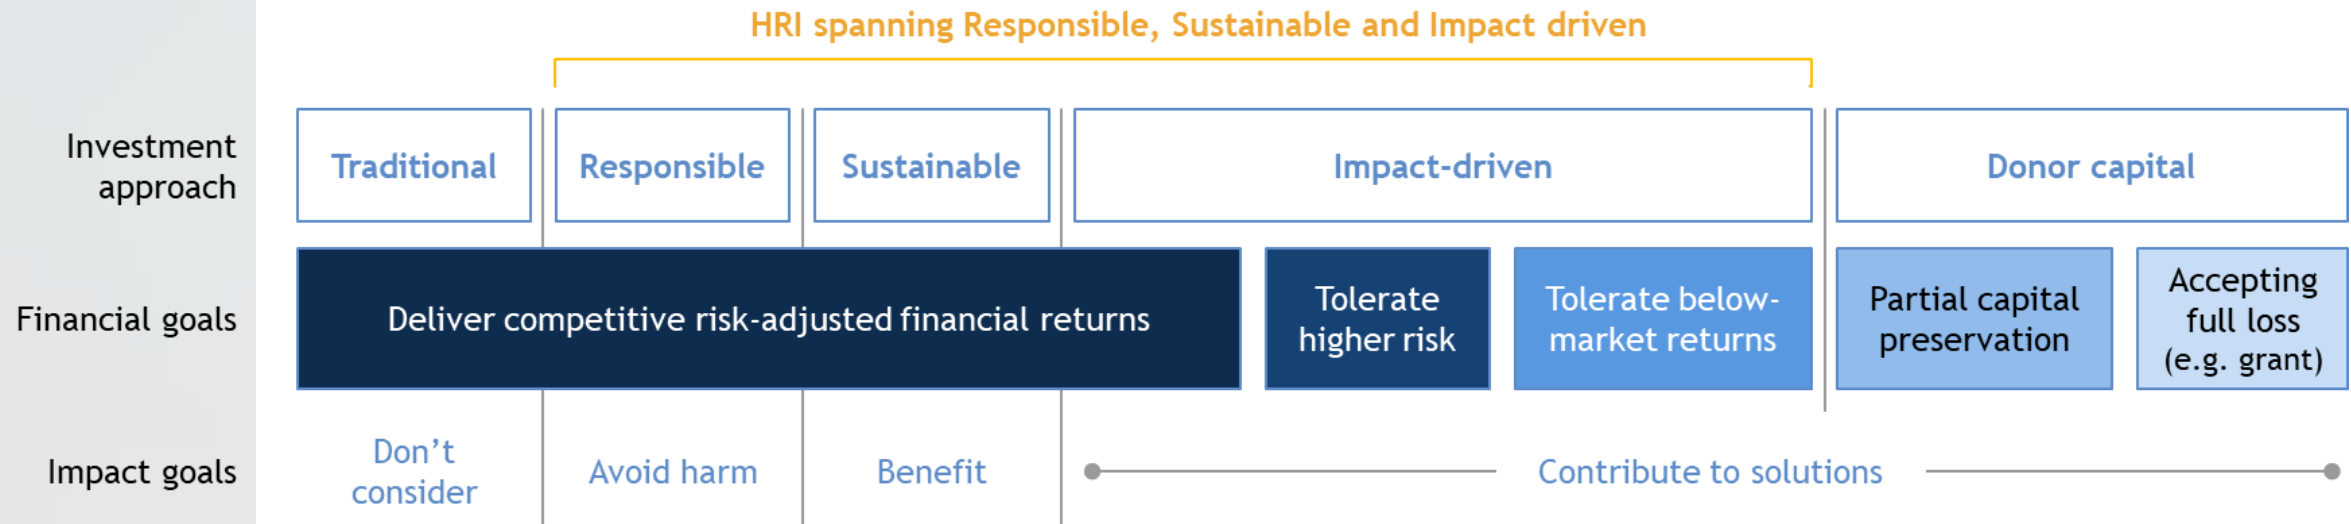 HRI spanning Responsible, Sustainable and Impact driven
Investment
approach
Traditional
Responsible
Sustainable
Impact-driven
Donor capital
Financial goals
Deliver competitive risk-adjusted financial returns
Tolerate
higher risk
Tolerate below-
market returns
Partial capital
preservation
Accepting
full loss
(e.g. grant)
Impact goals
Don’t
consider
Avoid harm
Benefit
Contribute to solutions